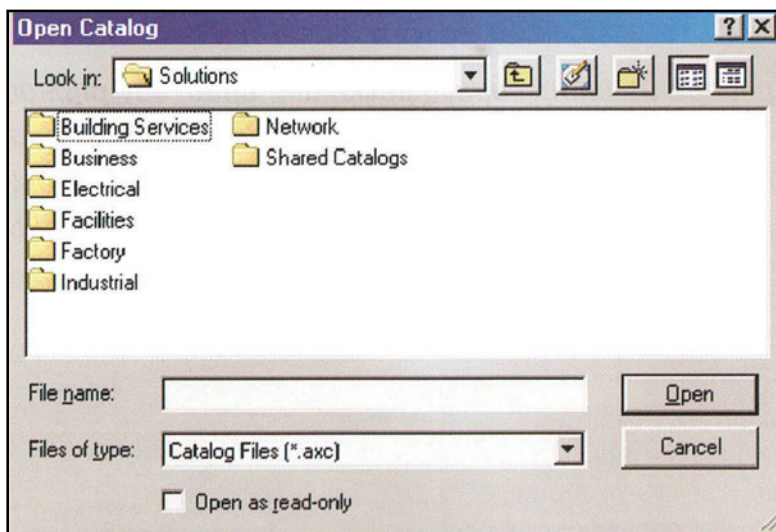 Open Catalog
Look in: Solutions
Building Services Network
Business Shared Catalogs
Electrical
Facilities
Factory
Industrial
File name: Open
Files of type: Catalog Files (*.axc) Cancel
Open as read-only